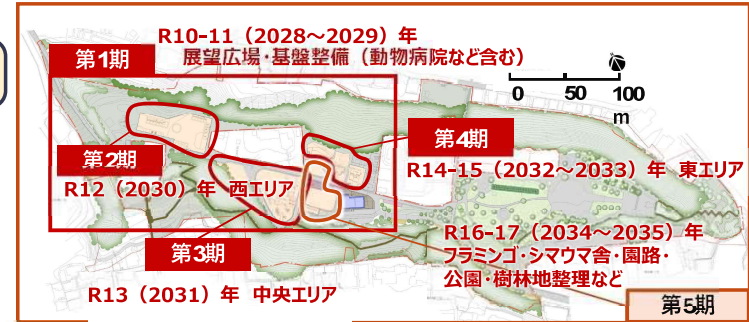 第1期
R10-11（2028～2029）年
展望広場・基盤整備（動物病院など含む）
0 50 100
m
第2期
R12（2030）年 西エリア
第4期
R14-15（2032～2033）年 東エリア
第3期
R13（2031）年 中央エリア
R16-17（2034～2035）年
フラミンゴ・シマウマ舎・園路・
公園・樹林地整理など
第5期